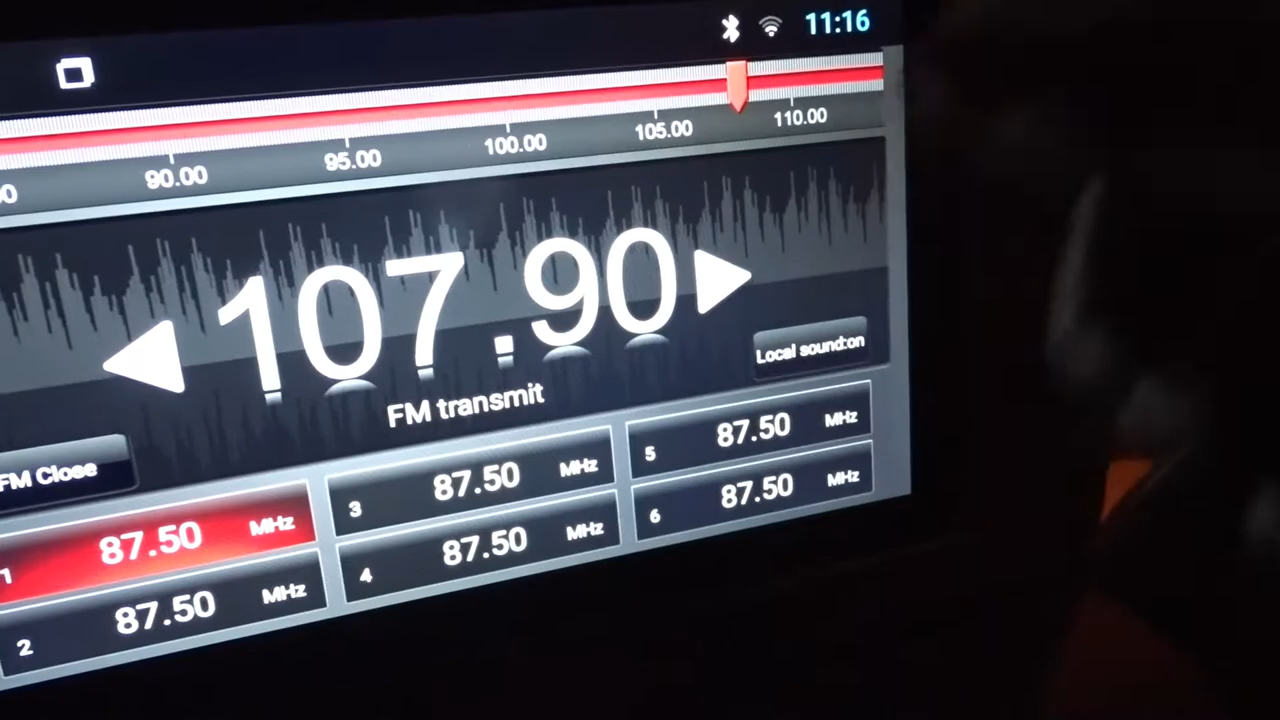 11:16
90.00 95.00 100.00 105.00 110.00
107.90
Local sound:on
FM transmit
FM Close
1 87.50 MHz
2 87.50 MHz
3 87.50 MHz
4 87.50 MHz
5 87.50 MHz
6 87.50 MHz